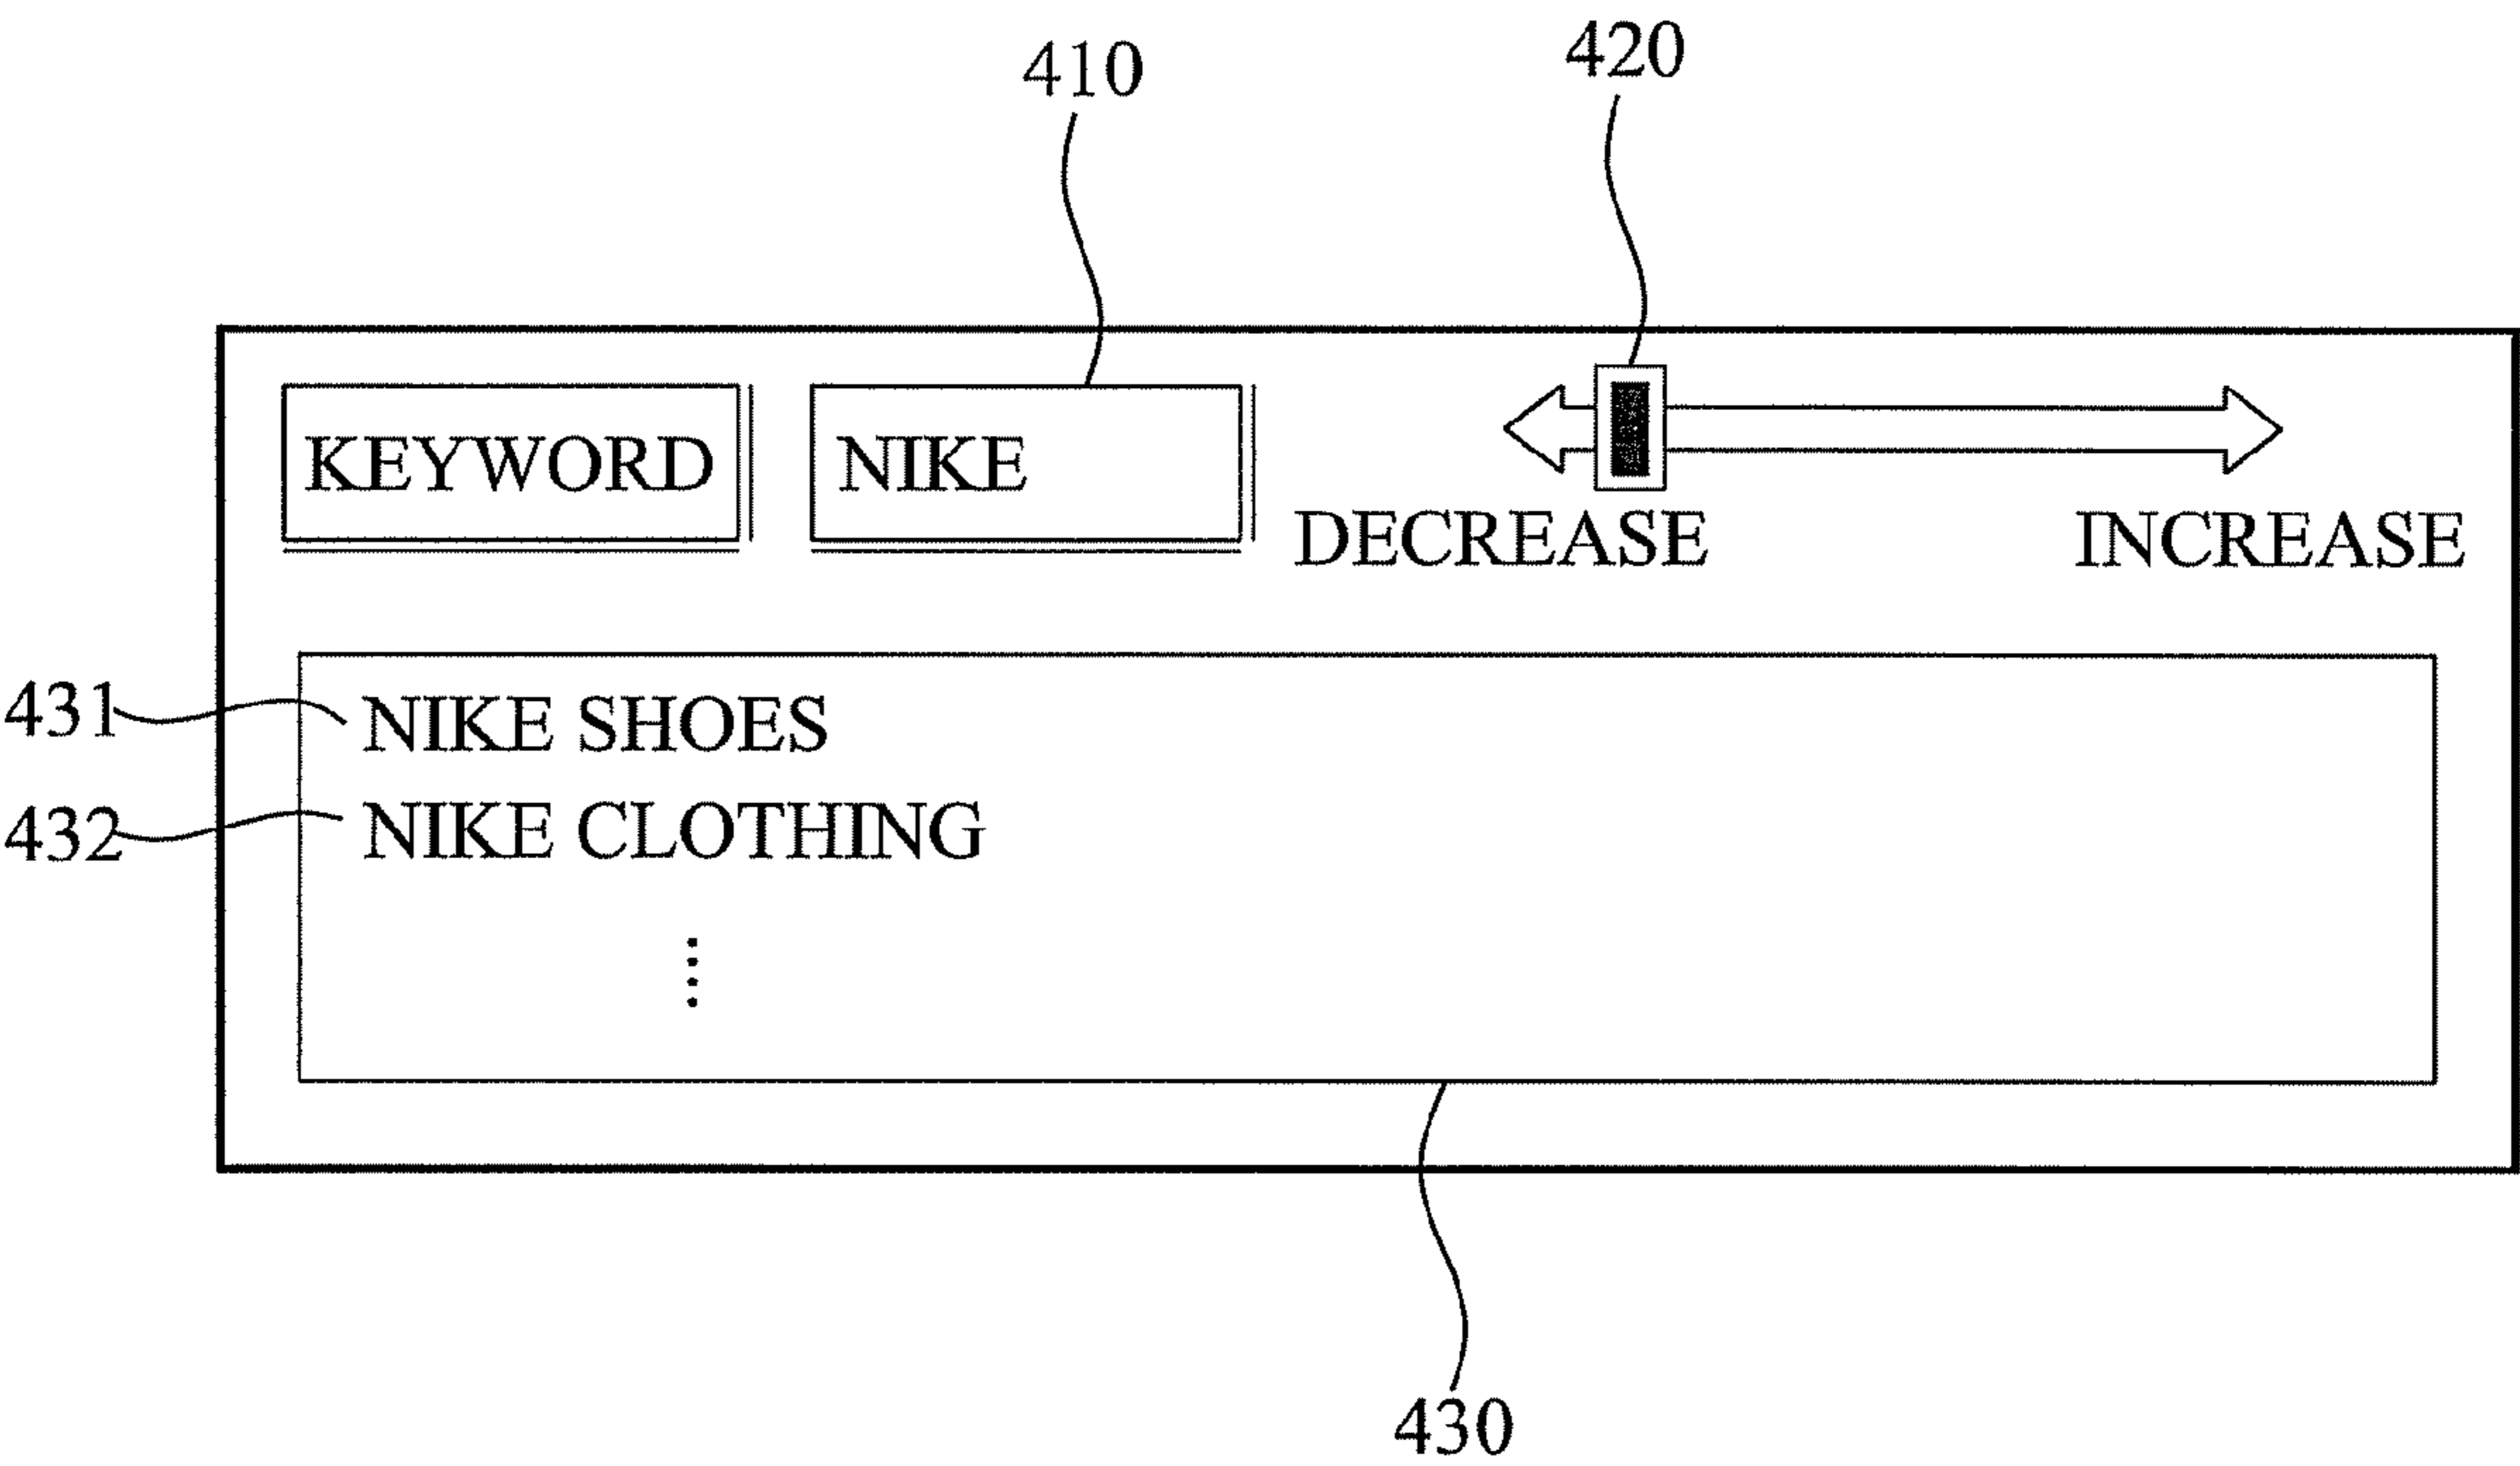 410
420
KEYWORD
NIKE
DECREASE
INCREASE
431
NIKE SHOES
432
NIKE CLOTHING
430